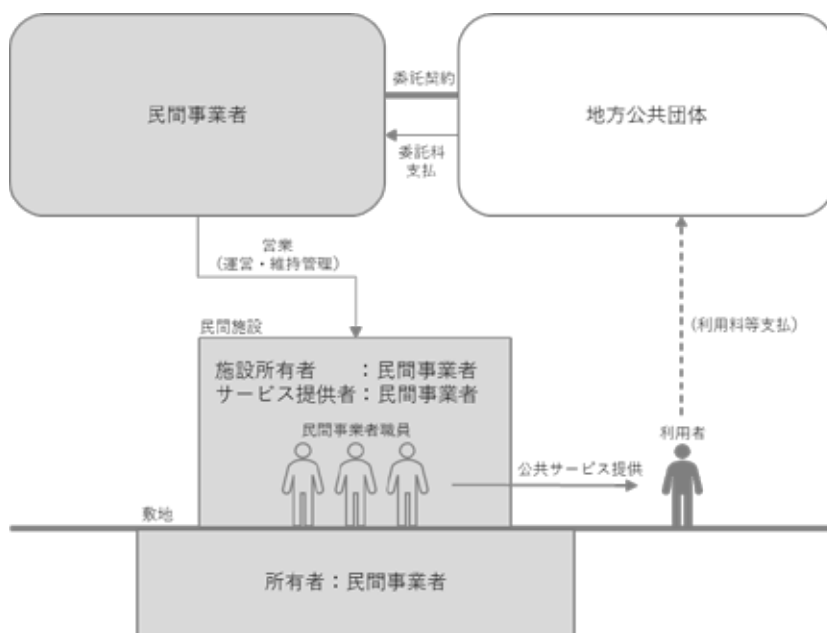 民間事業者
委託契約
地方公共団体
委託料
支払
営業
（運営・維持管理）
民間施設
(利用料等支払)
施設所有者　　：民間事業者
サービス提供者：民間事業者
民間事業者職員
利用者
公共サービス提供
敷地
所有者：民間事業者